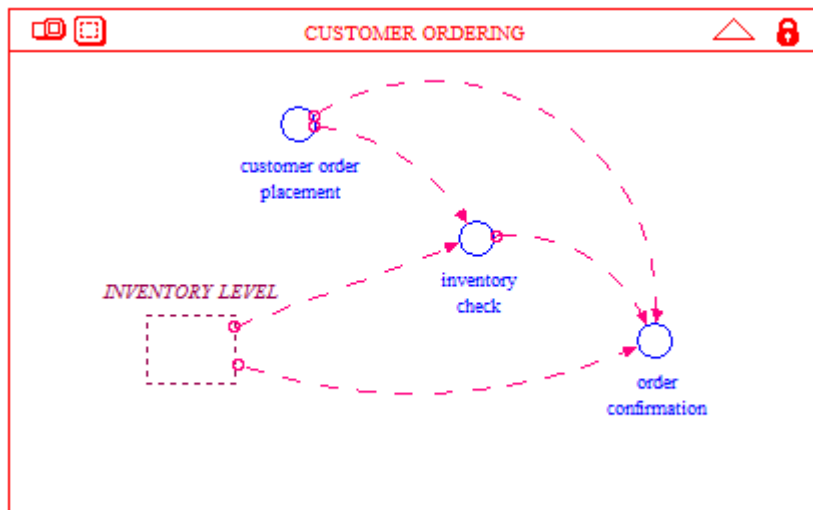 CUSTOMER ORDERING
customer order
placement
inventory
check
INVENTORY LEVEL
order
confirmation